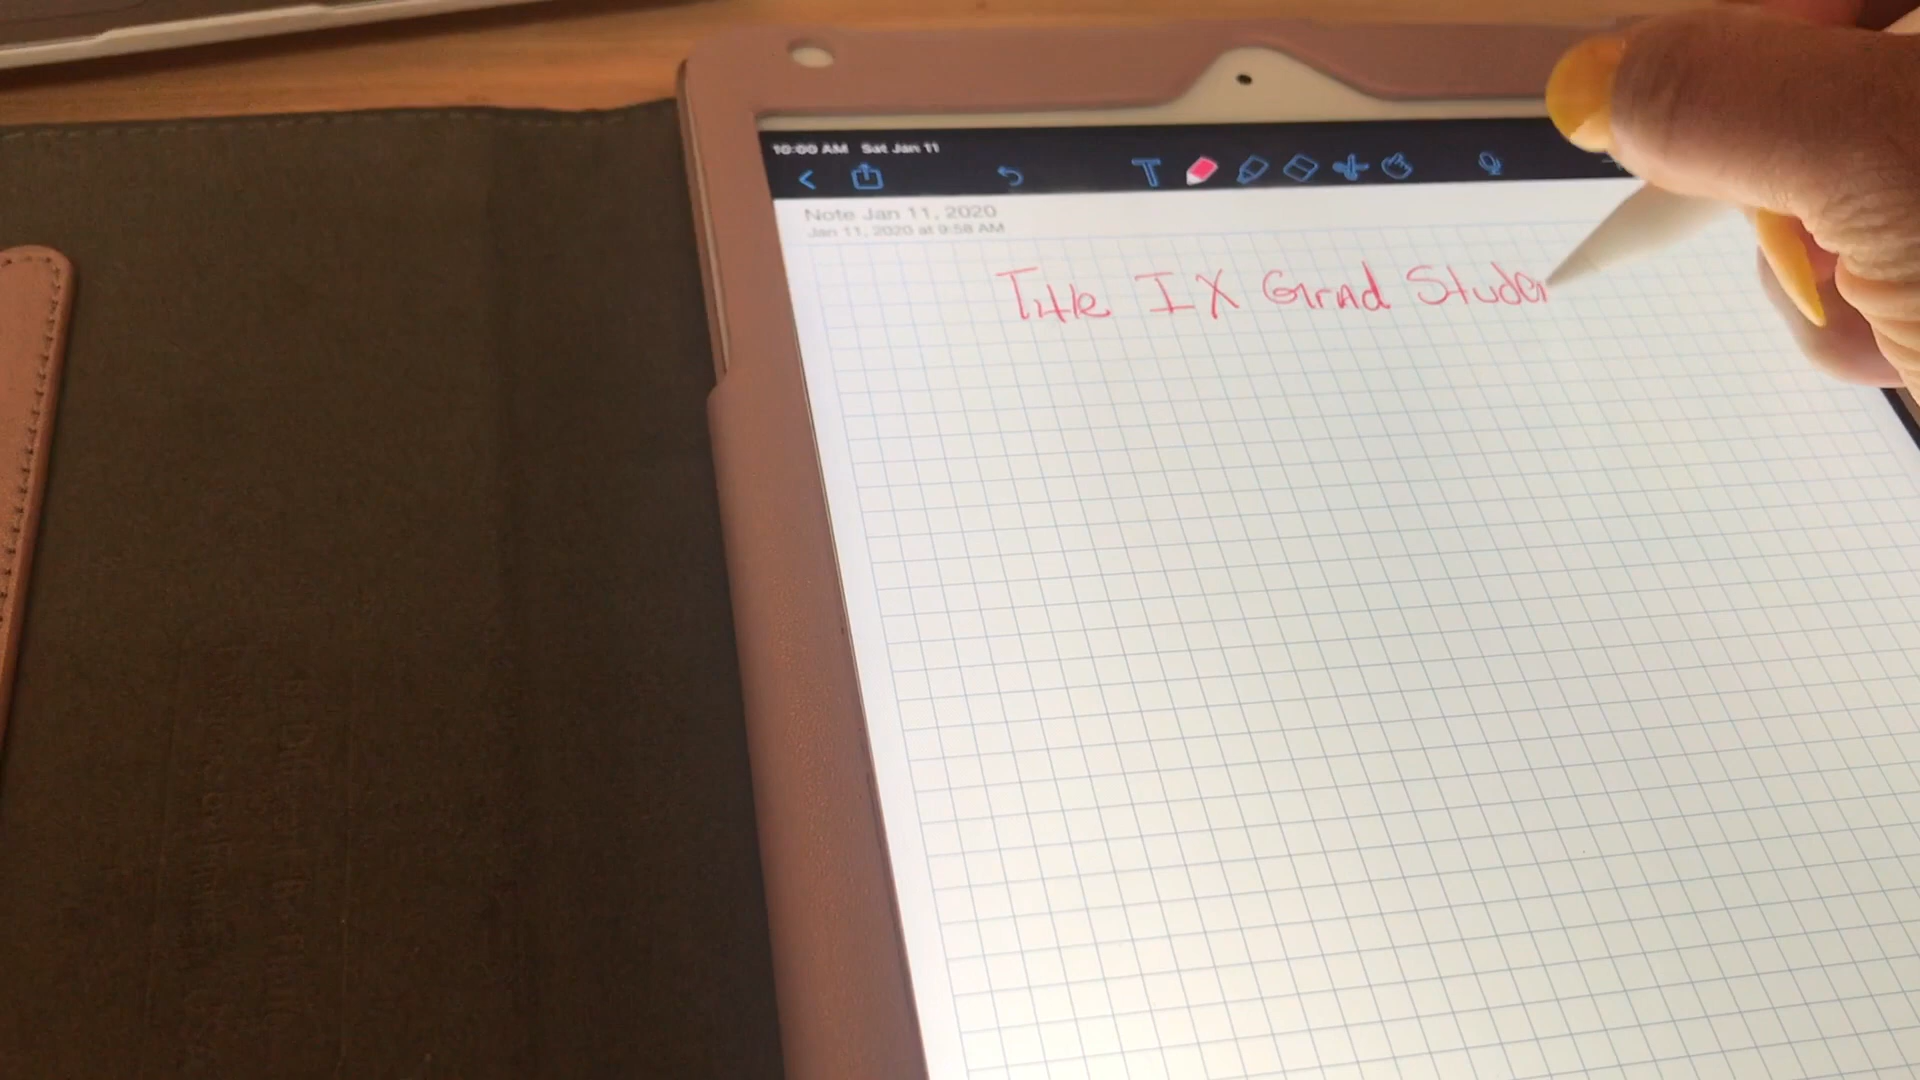 10:00 AM Sat Jan 11
Note Jan 11, 2020
Jan 11, 2020 at 9:58 AM
Title IX Grad Studen